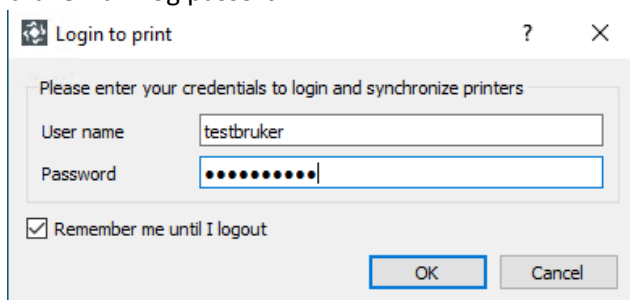 Login to print ? ×
Please enter your credentials to login and synchronize printers
User name testbruker
Password ●●●●●●●●●●
Remember me until I logout
OK Cancel